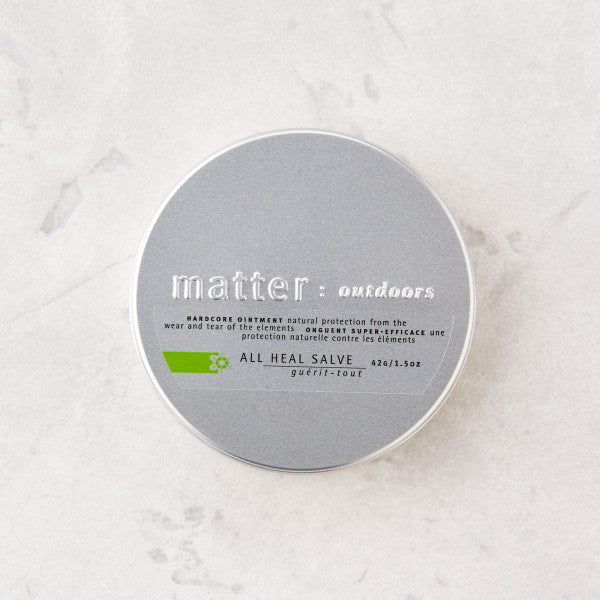 matter : outdoors
HARDCORE OINTMENT natural protection from the
wear and tear of the elements ONGUENT SUPER-EFFICACE une
protection naturelle contre les éléments
ALL HEAL SALVE 42G/1.5oz
guérit-tout